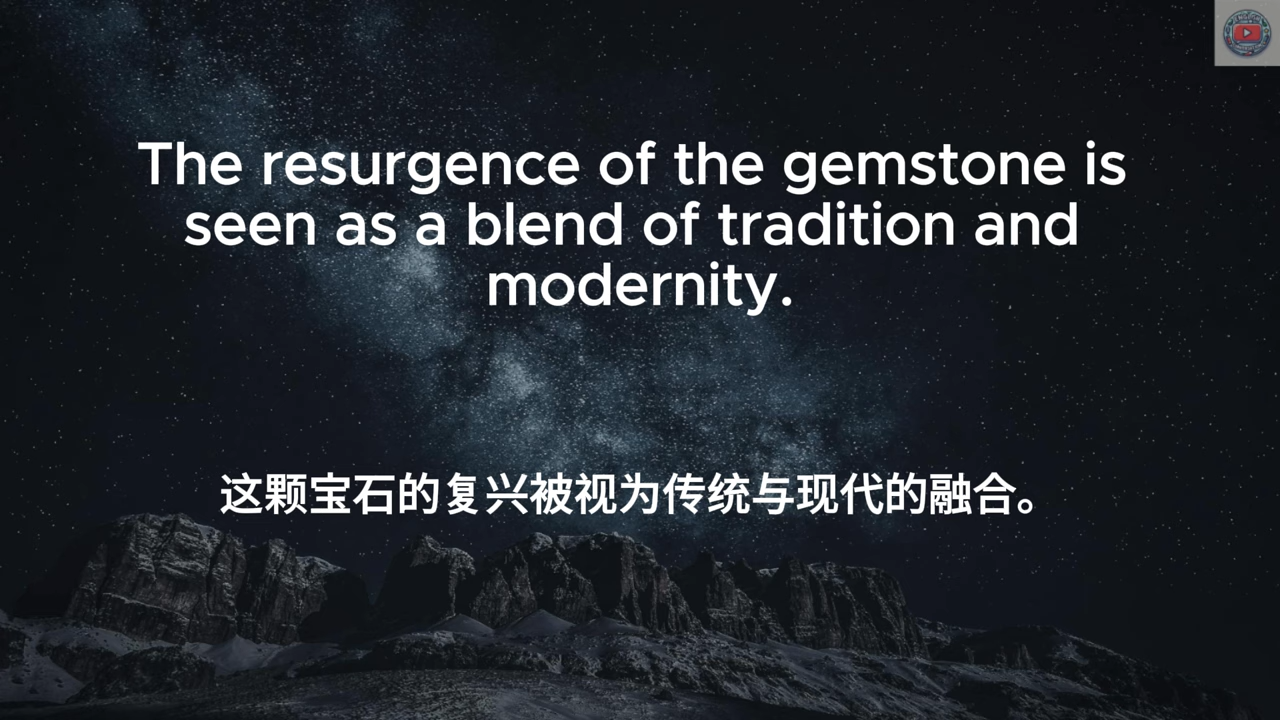 The resurgence of the gemstone is
seen as a blend of tradition and
modernity.
这颗宝石的复兴被视为传统与现代的融合。